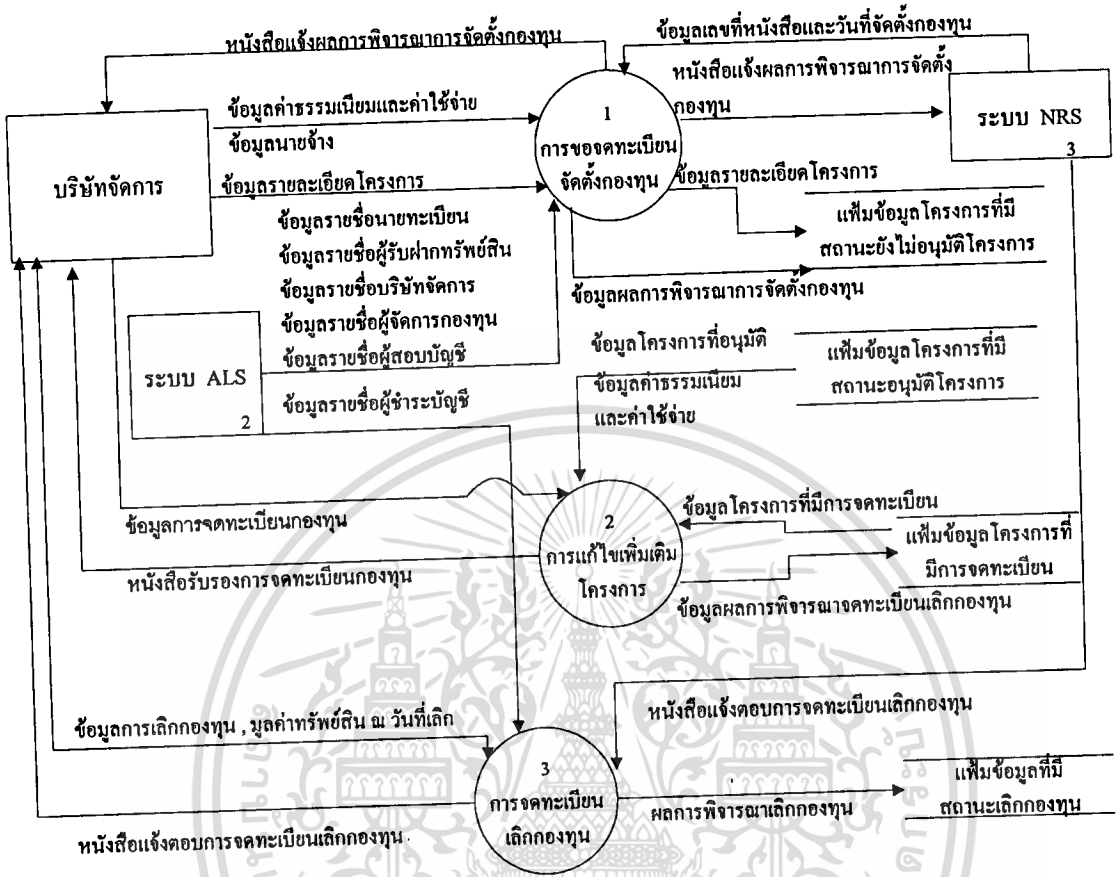 หนังสือแจ้งผลการพิจารณาการจัดตั้งกองทุน
ข้อมูลเลขที่หนังสือและวันที่จัดตั้งกองทุน
หนังสือแจ้งผลการพิจารณาการจัดตั้ง
กองทุน
ระบบ NRS
3
ข้อมูลค่าธรรมเนียมและค่าใช้จ่าย
ข้อมูลนายจ้าง
1
การขอจดทะเบียน
จัดตั้งกองทุน
บริษัทจัดการ
ข้อมูลรายละเอียดโครงการ
ข้อมูลรายละเอียดโครงการ
แฟ้มข้อมูลโครงการที่มี
สถานะยังไม่อนุมัติโครงการ
ข้อมูลรายชื่อนายทะเบียน
ข้อมูลรายชื่อผู้รับฝากทรัพย์สิน
ข้อมูลรายชื่อบริษัทจัดการ
ข้อมูลรายชื่อผู้จัดการกองทุน
ข้อมูลรายชื่อผู้สอบบัญชี
ข้อมูลรายชื่อผู้ชำระบัญชี
ข้อมูลผลการพิจารณาการจัดตั้งกองทุน
ระบบ ALS
2
ข้อมูลโครงการที่อนุมัติ
ข้อมูลค่าธรรมเนียม
และค่าใช้จ่าย
แฟ้มข้อมูลโครงการที่มี
สถานะอนุมัติโครงการ
ข้อมูลการจดทะเบียนกองทุน
2
การแก้ไขเพิ่มเติม
โครงการ
ข้อมูลโครงการที่มีการจดทะเบียน
แฟ้มข้อมูลโครงการที่
มีการจดทะเบียน
หนังสือรับรองการจดทะเบียนกองทุน
ข้อมูลผลการพิจารณาจดทะเบียนเลิกกองทุน
หนังสือแจ้งตอบการจดทะเบียนเลิกกองทุน
ข้อมูลการเลิกกองทุน , มูลค่าทรัพย์สิน ณ วันที่เลิก
3
การจดทะเบียน
เลิกกองทุน
ผลการพิจารณาเลิกกองทุน
แฟ้มข้อมูลที่มี
สถานะเลิกกองทุน
หนังสือแจ้งตอบการจดทะเบียนเลิกกองทุน